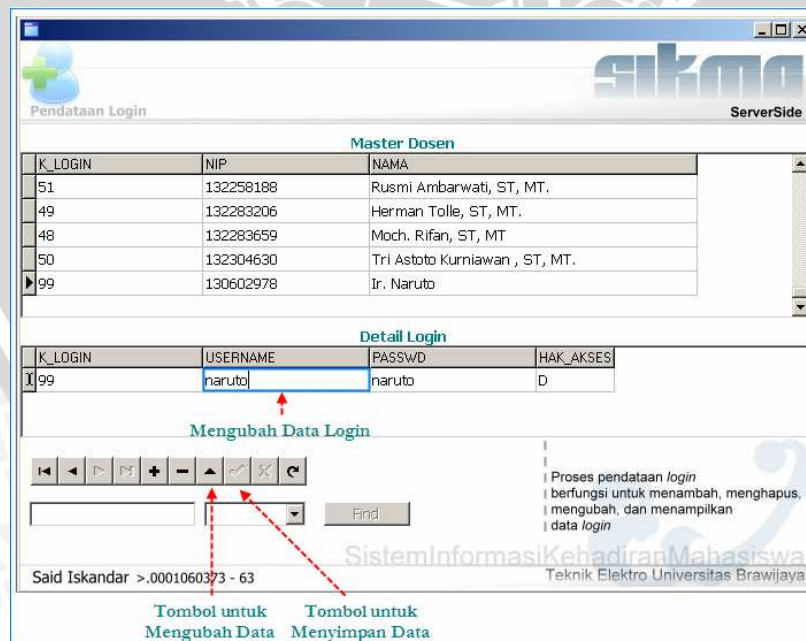 sikma
Pendataan Login
ServerSide
Master Dosen
K_LOGIN NIP NAMA
51 132258188 Rusmi Ambarwati, ST, MT.
49 132283206 Herman Tolle, ST, MT.
48 132283659 Moch. Rifan, ST, MT
50 132304630 Tri Astoto Kurniawan , ST, MT.
99 130602978 Ir. Naruto
Detail Login
K_LOGIN USERNAME PASSWD HAK_AKSES
99 naruto naruto D
Mengubah Data Login
Proses pendataan login
berfungsi untuk menambah, menghapus,
mengubah, dan menampilkan
data login
Find
SistemInformasiKehadiranMahasiswa
Said Iskandar >.0001060373 - 63
Teknik Elektro Universitas Brawijaya
Tombol untuk
Mengubah Data
Tombol untuk
Menyimpan Data